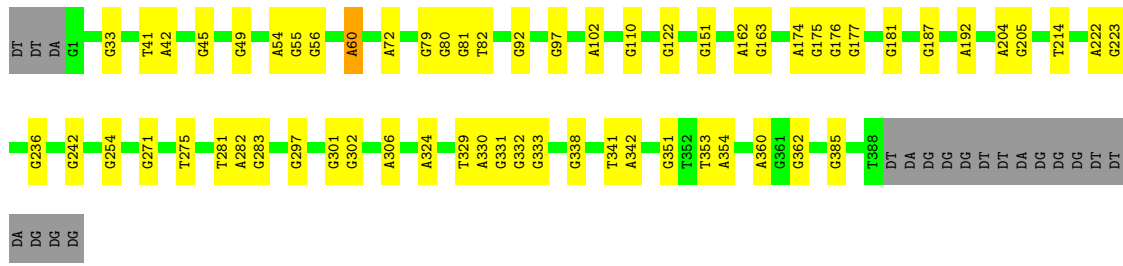 DT DT DA G1 G33 T41 A42 G45 G49 A54 G55 G56 A60 A72 G79 G80 G81 T82 G92 G97 A102 G110 G122 G151 A162 G163 A174 G175 G176 G177 G181 G187 A192 A204 G205 T214 A222 G223
G236 G242 G254 G271 T275 T281 A282 G283 G297 G301 G302 A306 A324 T329 A330 G331 G332 G333 G338 T341 A342 G351 T352 T353 A354 A360 G361 G362 G385 T388 DT DA DG DG DG DT DT DA DG DG DG DT DT
DA DG DG DG